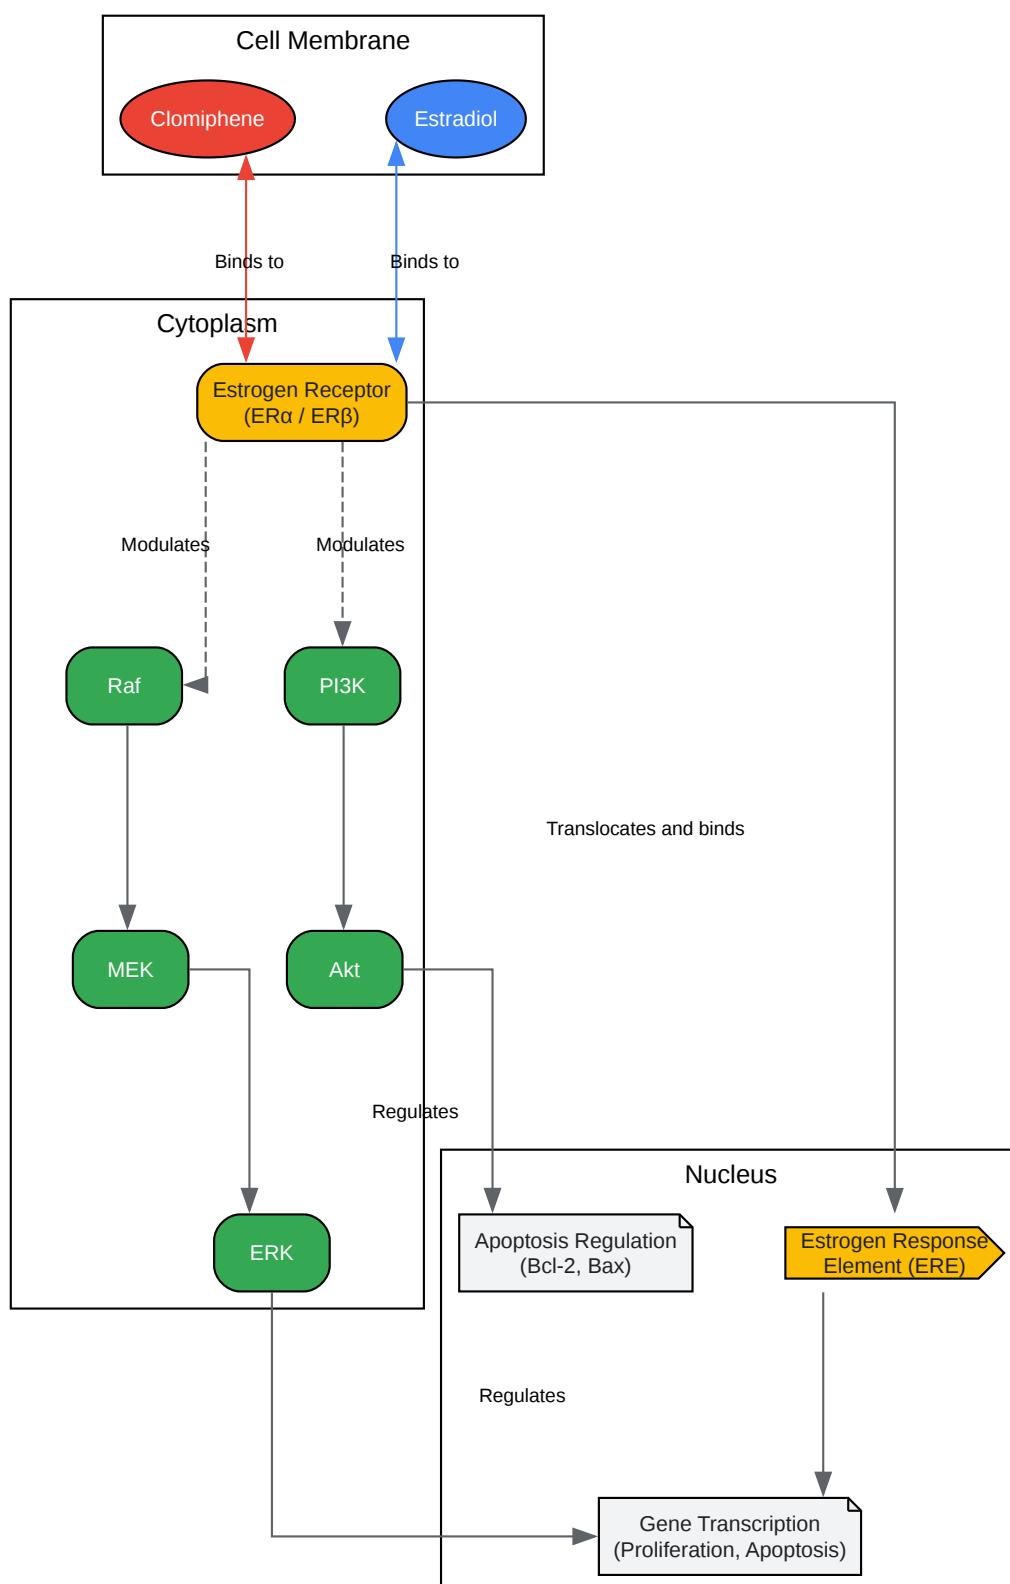 Cell Membrane
Clomiphene
Estradiol
Binds to
Binds to
Cytoplasm
Estrogen Receptor
(ERα / ERβ)
Modulates
Modulates
Raf
PI3K
Translocates and binds
MEK
Akt
Regulates
Nucleus
ERK
Apoptosis Regulation
(Bcl-2, Bax)
Estrogen Response
Element (ERE)
Regulates
Gene Transcription
(Proliferation, Apoptosis)